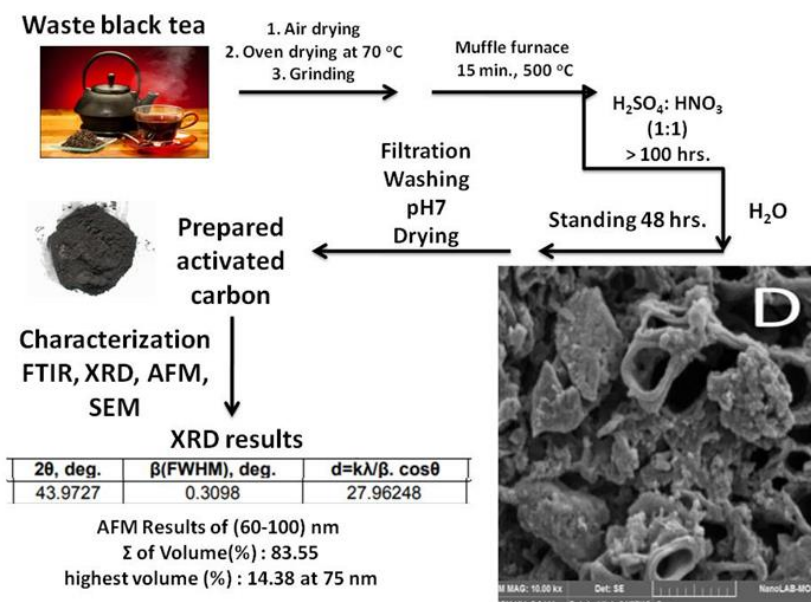 Waste black tea
1. Air drying
2. Oven drying at 70 °C
3. Grinding
Muffle furnace
15 min., 500 °C
H₂SO₄: HNO₃
(1:1)
> 100 hrs.
H₂O
Standing 48 hrs.
Filtration
Washing
pH7
Drying
Prepared
activated
carbon
Characterization
FTIR, XRD, AFM,
SEM
XRD results
2θ, deg. β(FWHM), deg. d=kλ/β. cosθ
43.9727 0.3098 27.96248
AFM Results of (60-100) nm
Σ of Volume(%) : 83.55
highest volume (%) : 14.38 at 75 nm
D
M MAG: 10.00 kx Det: SE NanoLAB-MO